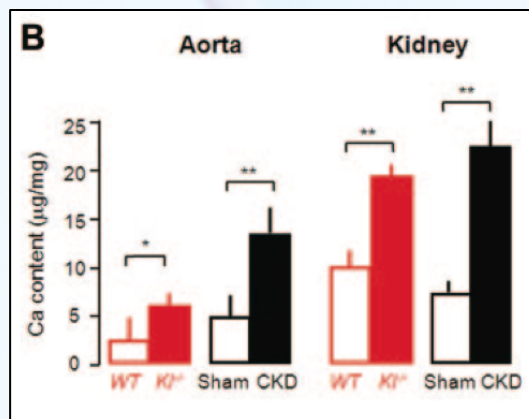 B
Aorta Kidney
Ca content (μg/mg)
25
20
15
10
5
0
* ** ** **
WT Kl-/- Sham CKD WT Kl-/- Sham CKD